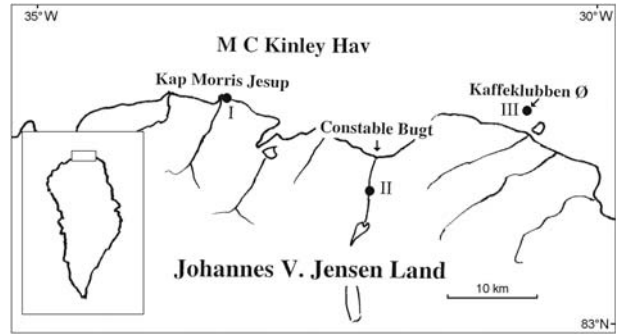 35°W
30°W
M C Kinley Hav
Kap Morris Jesup
Kaffeklubben Ø
I
III
Constable Bugt
II
Johannes V. Jensen Land
10 km
83°N